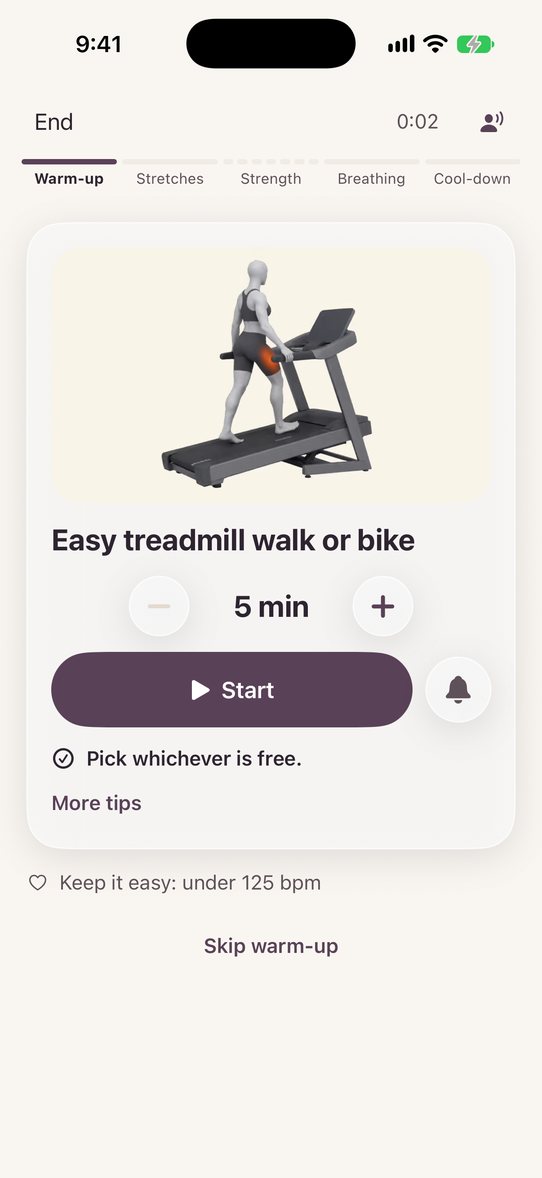 9:41
End
0:02
Warm-up
Stretches
Strength
Breathing
Cool-down
Easy treadmill walk or bike
5 min
Start
Pick whichever is free.
More tips
Keep it easy: under 125 bpm
Skip warm-up